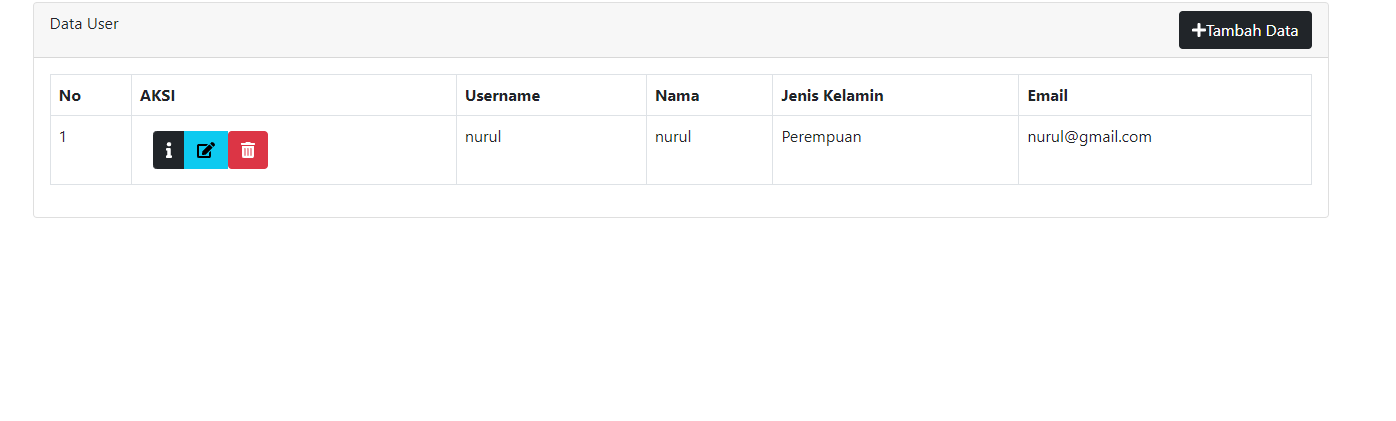 Data User
Tambah Data
No AKSI Username Nama Jenis Kelamin Email
1 nurul nurul Perempuan nurul@gmail.com